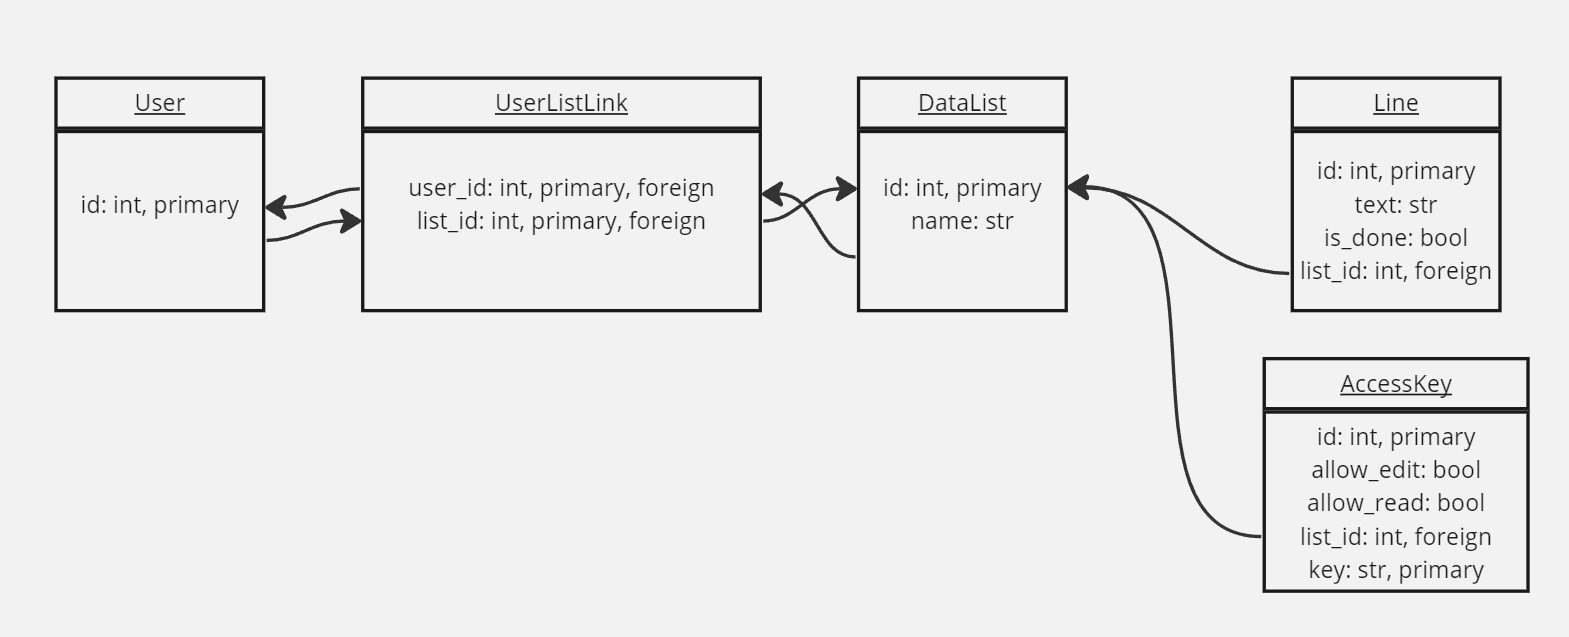 User
id: int, primary
UserListLink
user_id: int, primary, foreign
list_id: int, primary, foreign
DataList
id: int, primary
name: str
Line
id: int, primary
text: str
is_done: bool
list_id: int, foreign
AccessKey
id: int, primary
allow_edit: bool
allow_read: bool
list_id: int, foreign
key: str, primary